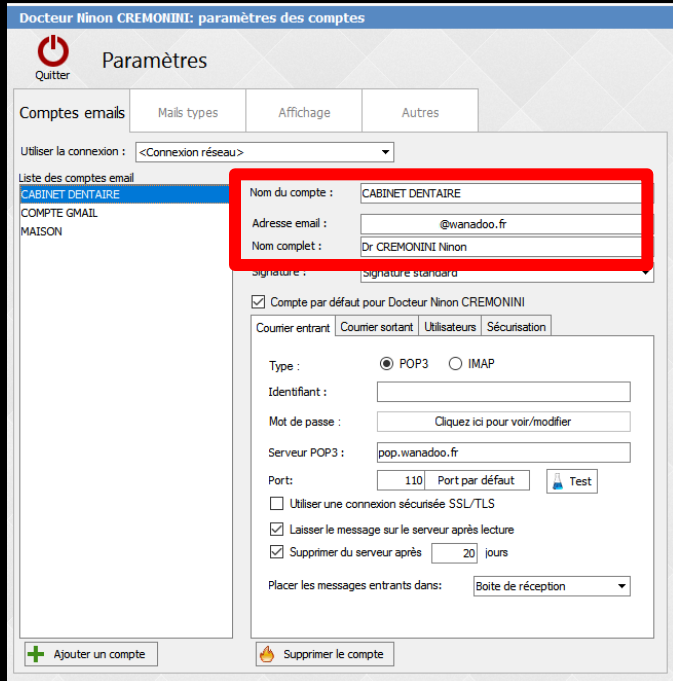 Docteur Ninon CREMONINI: paramètres des comptes
Quitter
Paramètres
Comptes emails
Mails types
Affichage
Autres
Utiliser la connexion :
<Connexion réseau>
Liste des comptes email
CABINET DENTAIRE
COMPTE GMAIL
MAISON
Nom du compte :
CABINET DENTAIRE
Adresse email :
@wanadoo.fr
Nom complet :
Dr CREMONINI Ninon
Signature :
Signature standard
Compte par défaut pour Docteur Ninon CREMONINI
Courrier entrant
Courrier sortant
Utilisateurs
Sécurisation
Type :
POP3
IMAP
Identifiant :
Mot de passe :
Cliquez ici pour voir/modifier
Serveur POP3 :
pop.wanadoo.fr
Port:
110
Port par défaut
Test
Utiliser une connexion sécurisée SSL/TLS
Laisser le message sur le serveur après lecture
Supprimer du serveur après
20
jours
Placer les messages entrants dans:
Boite de réception
Ajouter un compte
Supprimer le compte